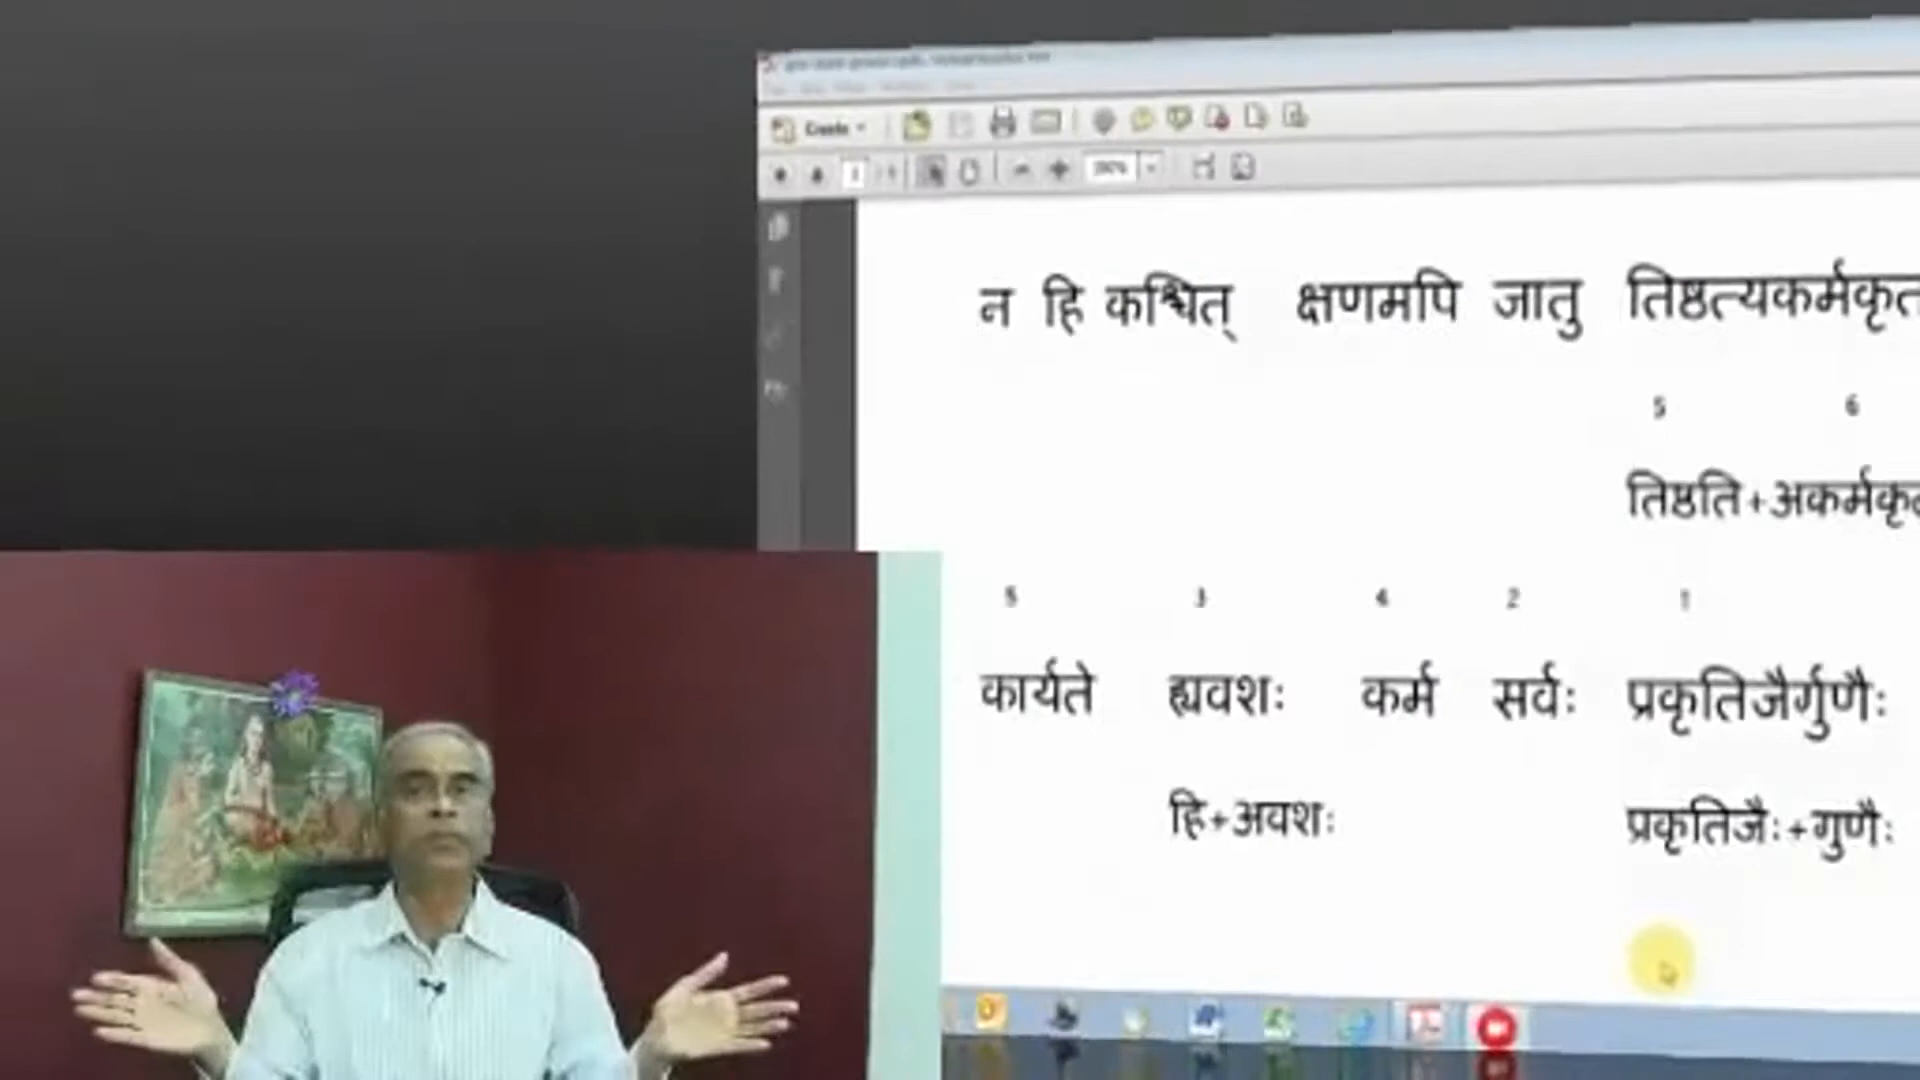 Create
न हि कश्चित् क्षणमपि जातु तिष्ठत्यकर्मकृत
5 6
तिष्ठति+अकर्मकृत
5 3 4 2 1
कार्यते ह्यवशः कर्म सर्वः प्रकृतिजैर्गुणैः
हि+अवशः प्रकृतिजैः+गुणैः